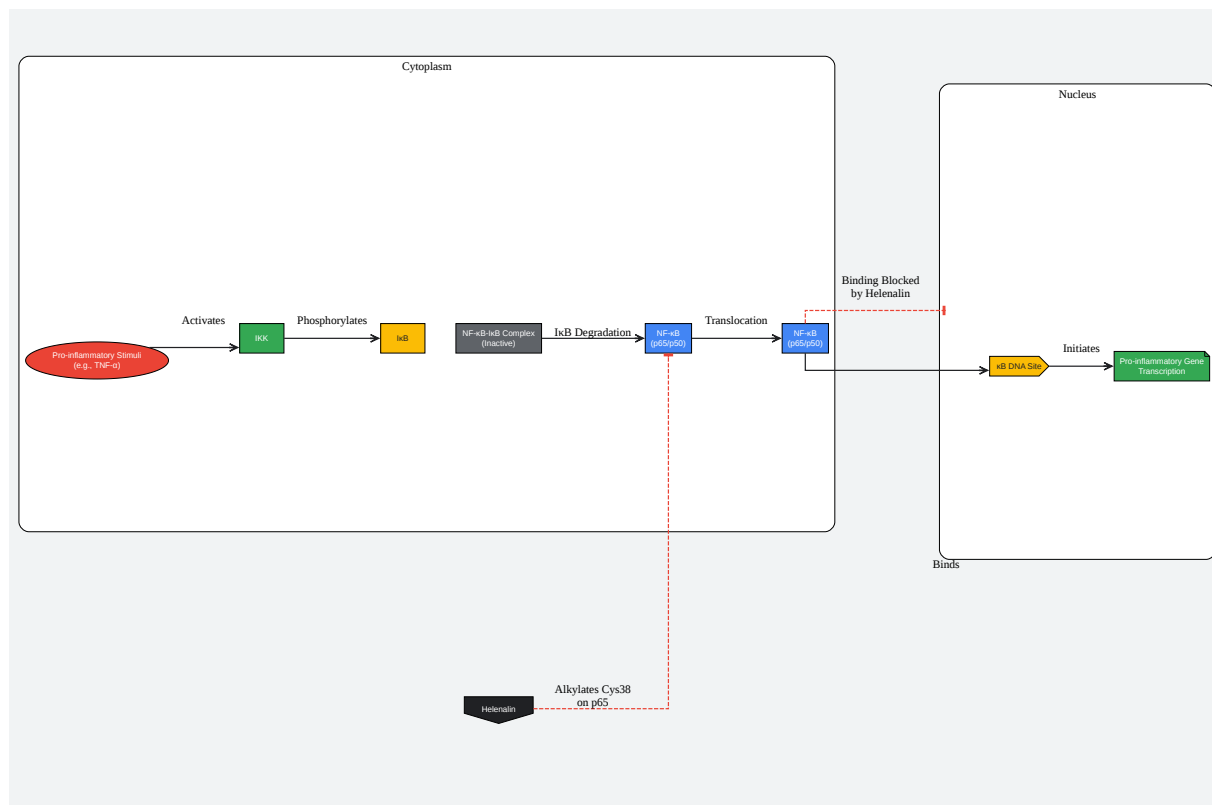 Cytoplasm
Nucleus
Binding Blocked
by Helenalin
Activates
Phosphorylates
IκB Degradation
Translocation
Pro-inflammatory Stimuli
(e.g., TNF-α)
IKK
IκB
NF-κB-IκB Complex
(Inactive)
NF-κB
(p65/p50)
NF-κB
(p65/p50)
Initiates
κB DNA Site
Pro-inflammatory Gene
Transcription
Binds
Alkylates Cys38
on p65
Helenalin